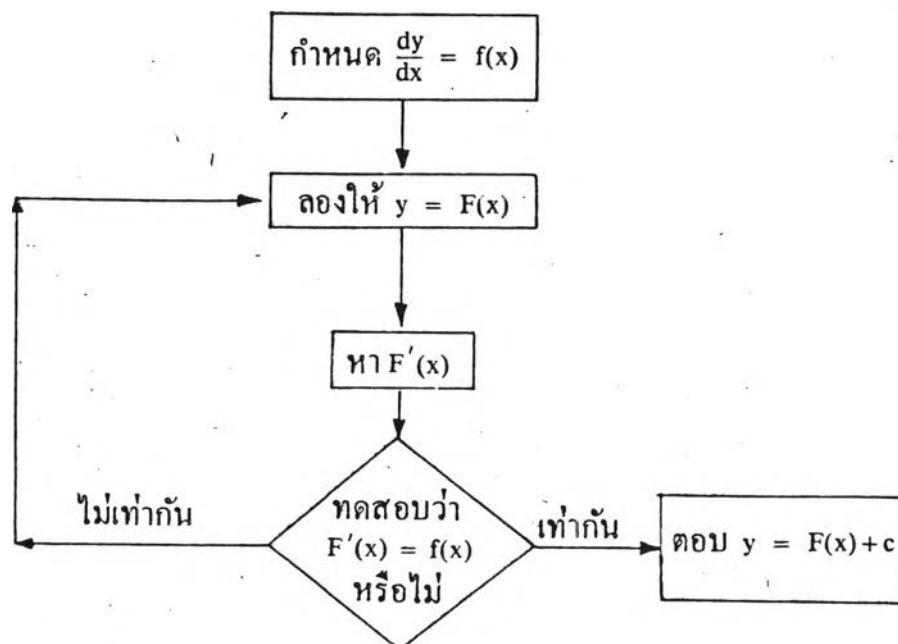 กำหนด dy/dx = f(x)
ลองให้ y = F(x)
หา F′(x)
ไม่เท่ากัน
ทดสอบว่า
F′(x) = f(x)
หรือไม่
เท่ากัน
ตอบ y = F(x)+c